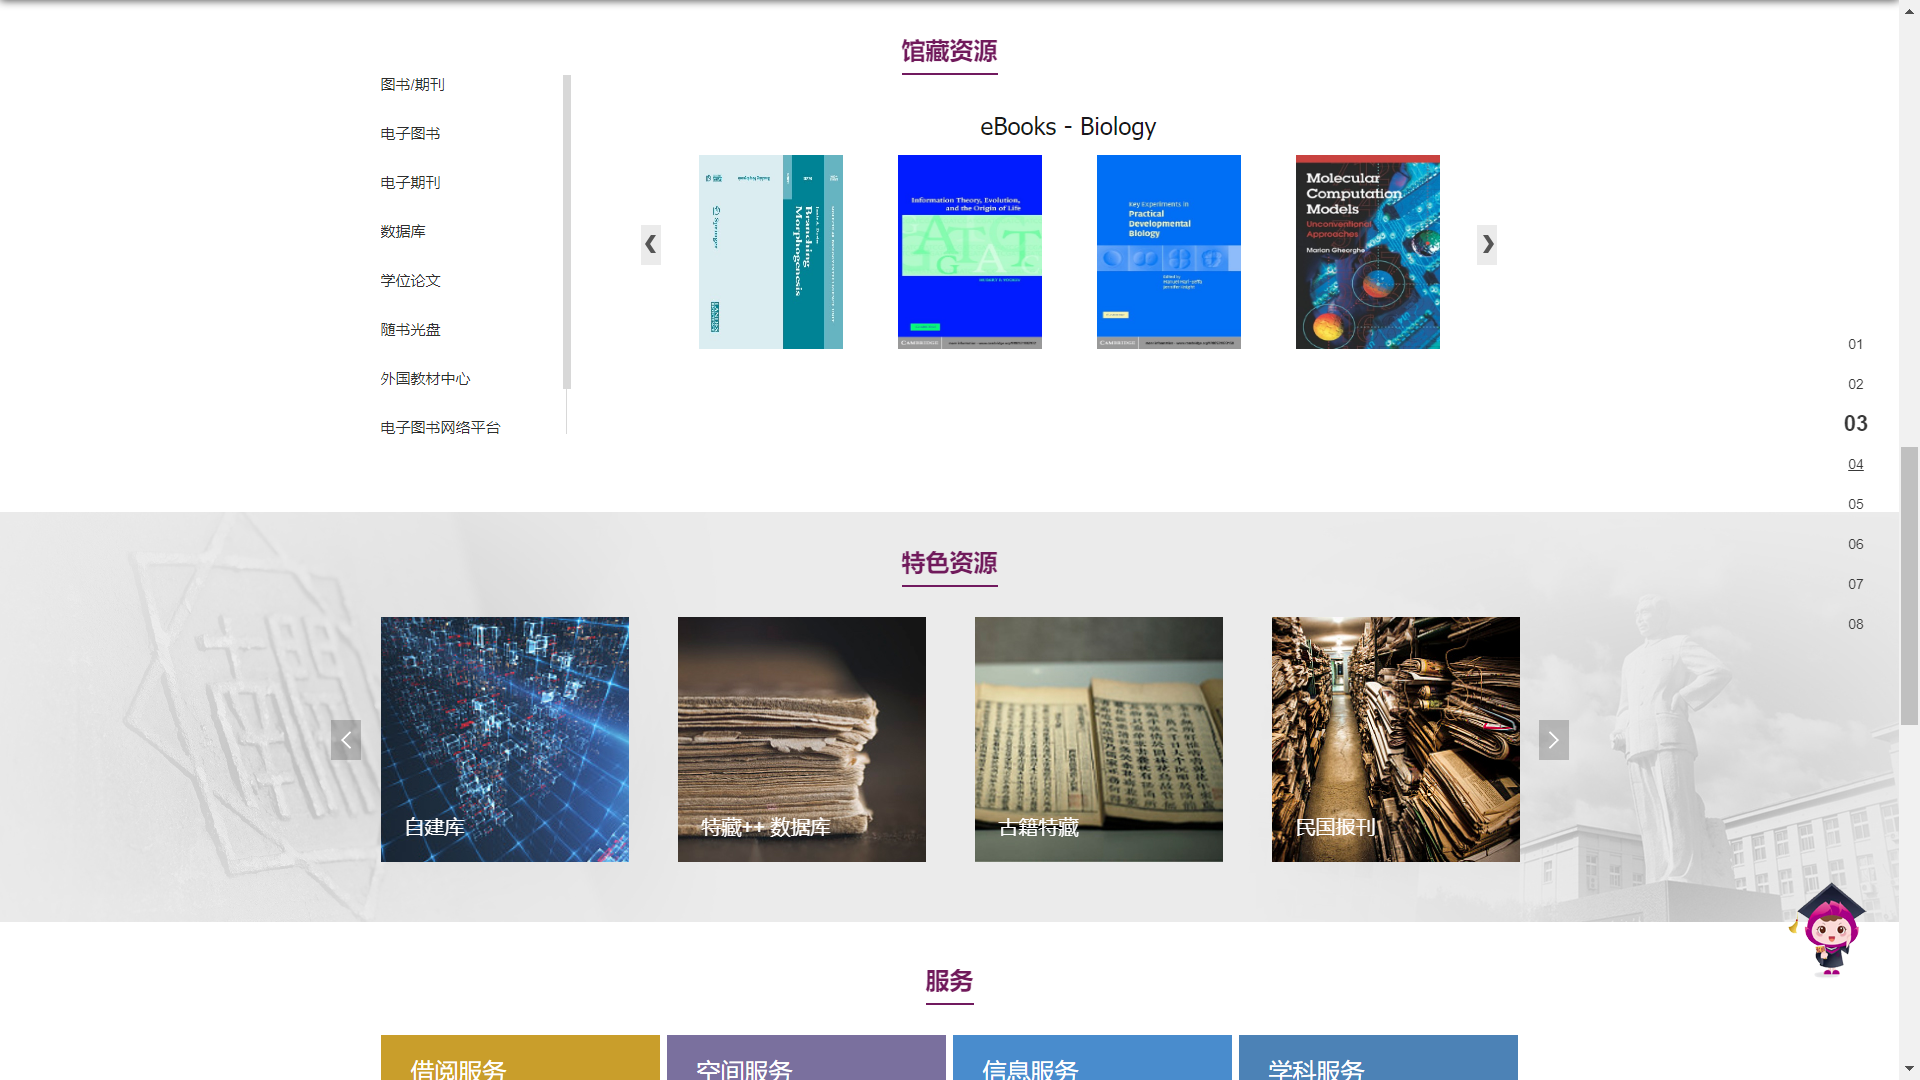 馆藏资源
图书/期刊
电子图书
电子期刊
数据库
学位论文
随书光盘
外国教材中心
电子图书网络平台
eBooks - Biology
Branching
Morphogenesis
Springer
Information Theory, Evolution,
and the Origin of Life
CAMBRIDGE
Key Experiments in
Practical
Developmental
Biology
CAMBRIDGE
Molecular
Computation
Models
Unconventional
Approaches
Marian Gheorghe
01
02
03
04
05
06
07
08
特色资源
自建库
特藏++ 数据库
古籍特藏
民国报刊
服务
借阅服务
空间服务
信息服务
学科服务